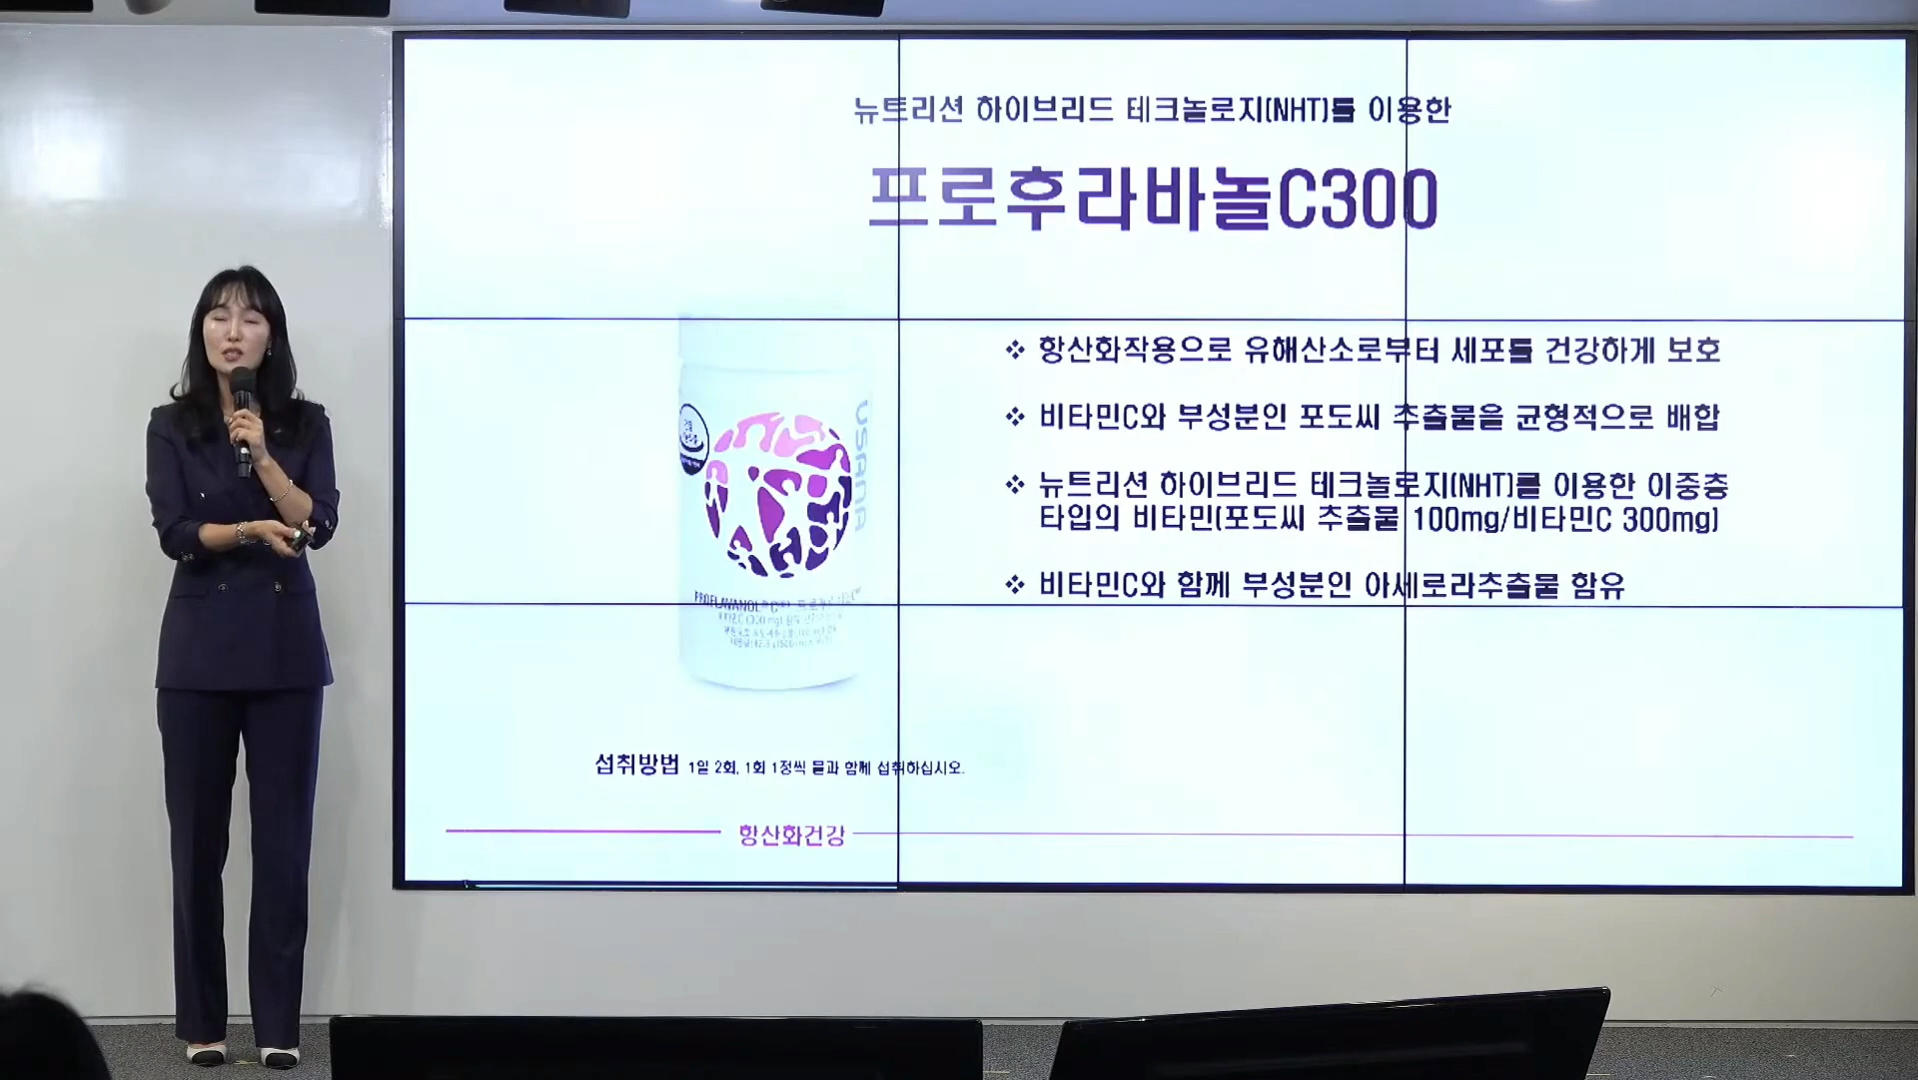 뉴트리션 하이브리드 테크놀로지(NHT)를 이용한
프로후라바놀C300
❖ 항산화작용으로 유해산소로부터 세포를 건강하게 보호
❖ 비타민C와 부성분인 포도씨 추출물을 균형적으로 배합
❖ 뉴트리션 하이브리드 테크놀로지(NHT)를 이용한 이중층
타입의 비타민(포도씨 추출물 100mg/비타민C 300mg)
❖ 비타민C와 함께 부성분인 아세로라추출물 함유
USANA
PROFLAVANOL
섭취방법 1일 2회, 1회 1정씩 물과 함께 섭취하십시오.
항산화건강